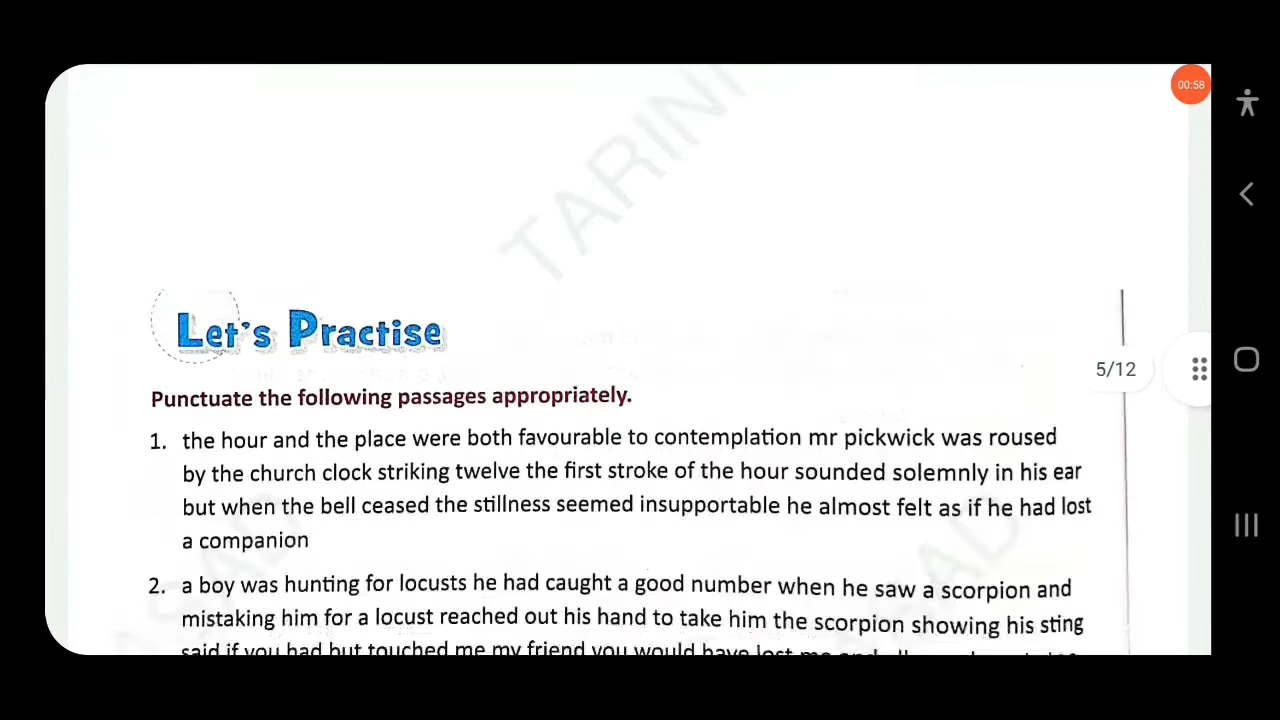 00:58
TARINI
Let's Practise
5/12
Punctuate the following passages appropriately.
1. the hour and the place were both favourable to contemplation mr pickwick was roused
by the church clock striking twelve the first stroke of the hour sounded solemnly in his ear
but when the bell ceased the stillness seemed insupportable he almost felt as if he had lost
a companion
2. a boy was hunting for locusts he had caught a good number when he saw a scorpion and
mistaking him for a locust reached out his hand to take him the scorpion showing his sting
said if you had but touched me my friend you would have lost me and all